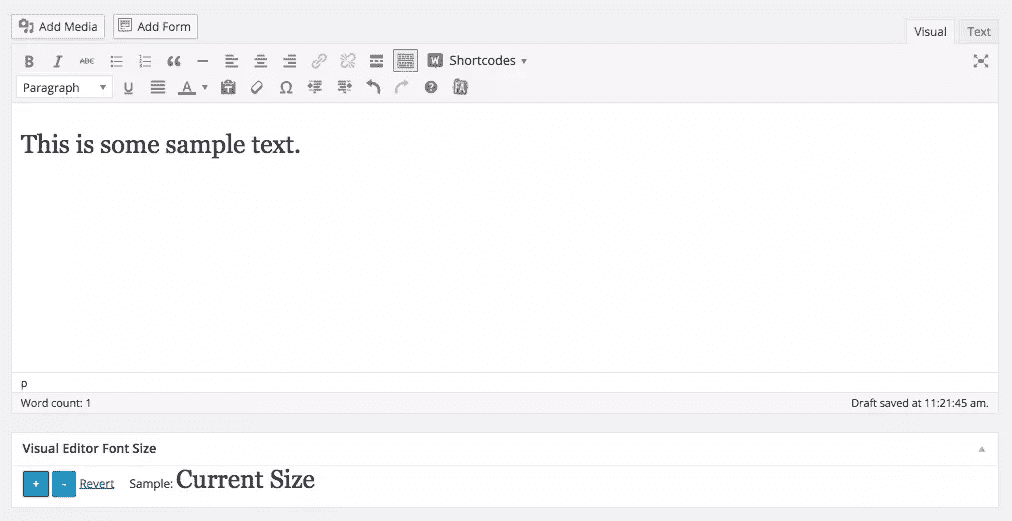 Add Media Add Form
Visual Text
B I ABC W Shortcodes
Paragraph U A Ω ?
This is some sample text.
p
Word count: 1 Draft saved at 11:21:45 am.
Visual Editor Font Size
+ - Revert Sample: Current Size